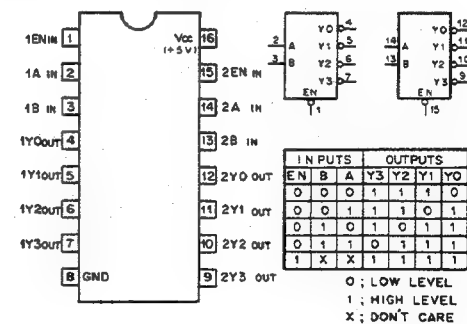 1EN IN 1
1A IN 2
1B IN 3
1Y0 OUT 4
1Y1 OUT 5
1Y2 OUT 6
1Y3 OUT 7
8 GND
Vcc 16
(+5V)
15 2EN IN
14 2A IN
13 2B IN
12 2Y0 OUT
11 2Y1 OUT
10 2Y2 OUT
9 2Y3 OUT
Y0 4
2 A Y1 5
3 B Y2 6
Y3 7
EN
1
Y0 12
14 A Y1 11
13 B Y2 10
Y3 9
EN
15
INPUTS OUTPUTS
EN B A Y3 Y2 Y1 Y0
0 0 0 1 1 1 0
0 0 1 1 1 0 1
0 1 0 1 0 1 1
0 1 1 0 1 1 1
1 X X 1 1 1 1
0 ; LOW LEVEL
1 ; HIGH LEVEL
X ; DON'T CARE